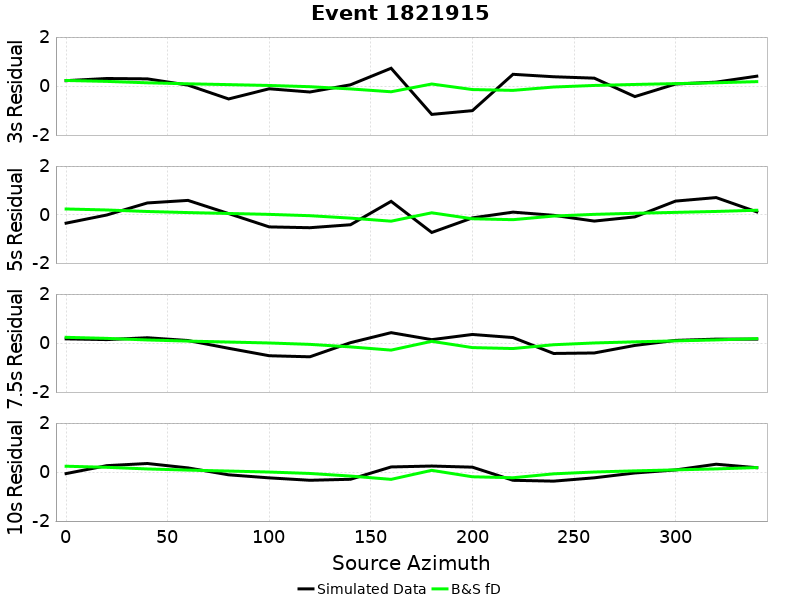 Event 1821915
3s Residual
2
0
-2
5s Residual
2
0
-2
7.5s Residual
2
0
-2
10s Residual
2
0
-2
0 50 100 150 200 250 300
Source Azimuth
Simulated Data B&S fD